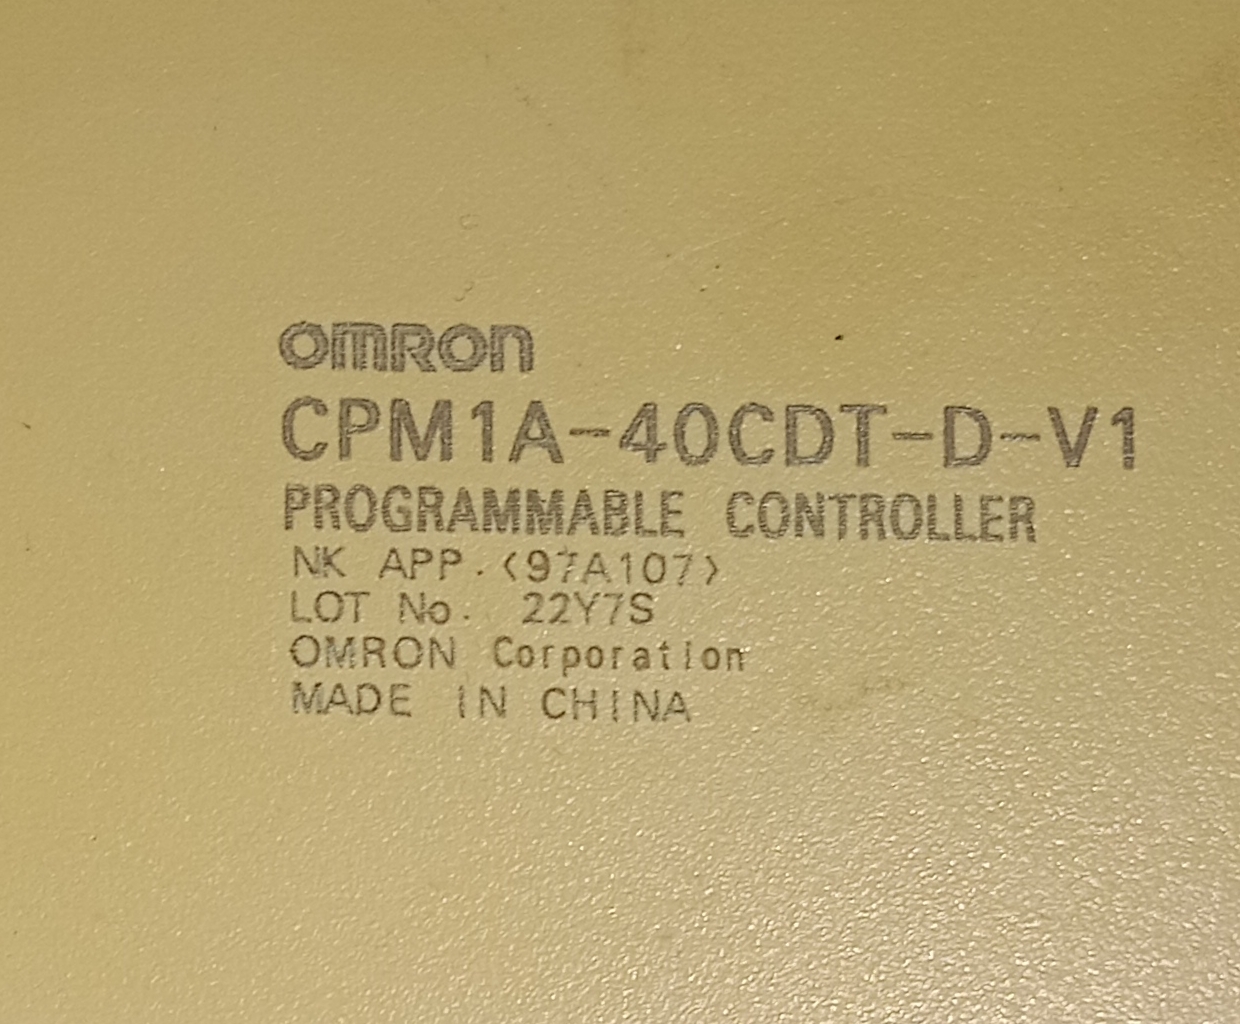 OMRON
CPM1A-40CDT-D-V1
PROGRAMMABLE CONTROLLER
NK APP. <97A107>
LOT No. 22Y7S
OMRON Corporation
MADE IN CHINA